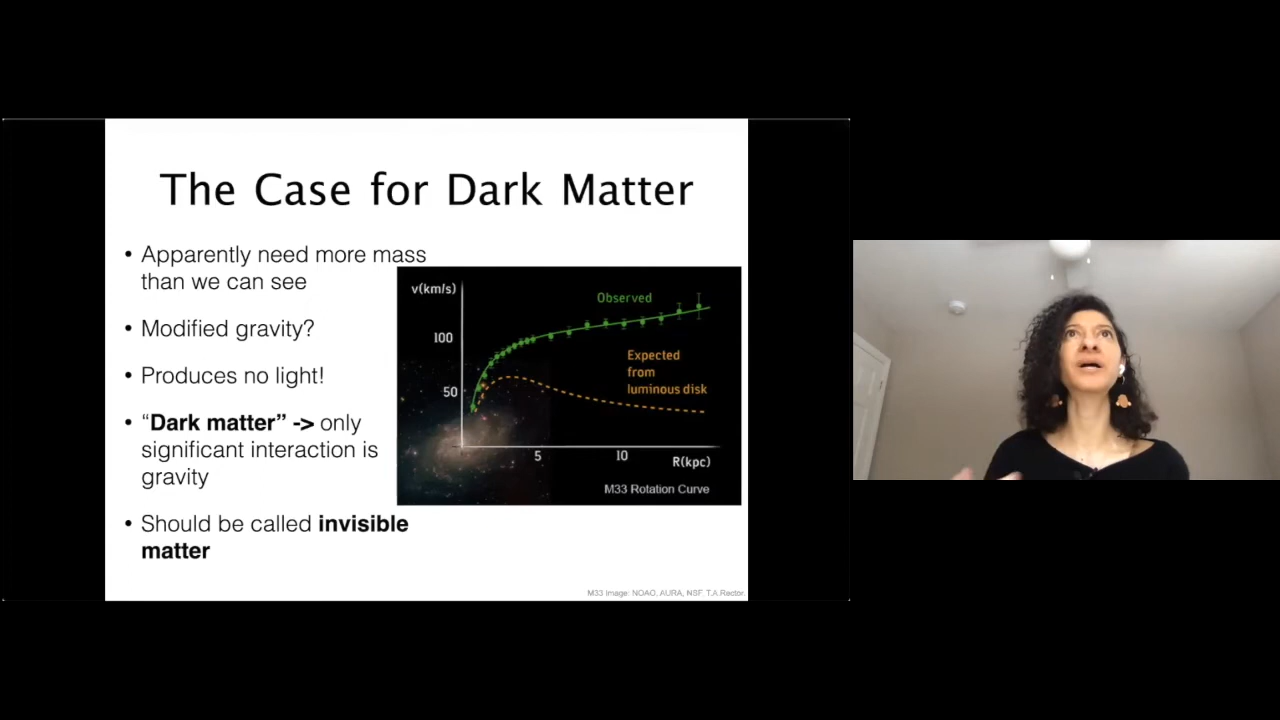 The Case for Dark Matter
• Apparently need more mass
than we can see
• Modified gravity?
• Produces no light!
• “Dark matter” -> only
significant interaction is
gravity
• Should be called invisible
matter
v(km/s)
100
50
Observed
Expected
from
luminous disk
5
10
R(kpc)
M33 Rotation Curve
M33 Image: NOAO, AURA, NSF, T.A.Rector.